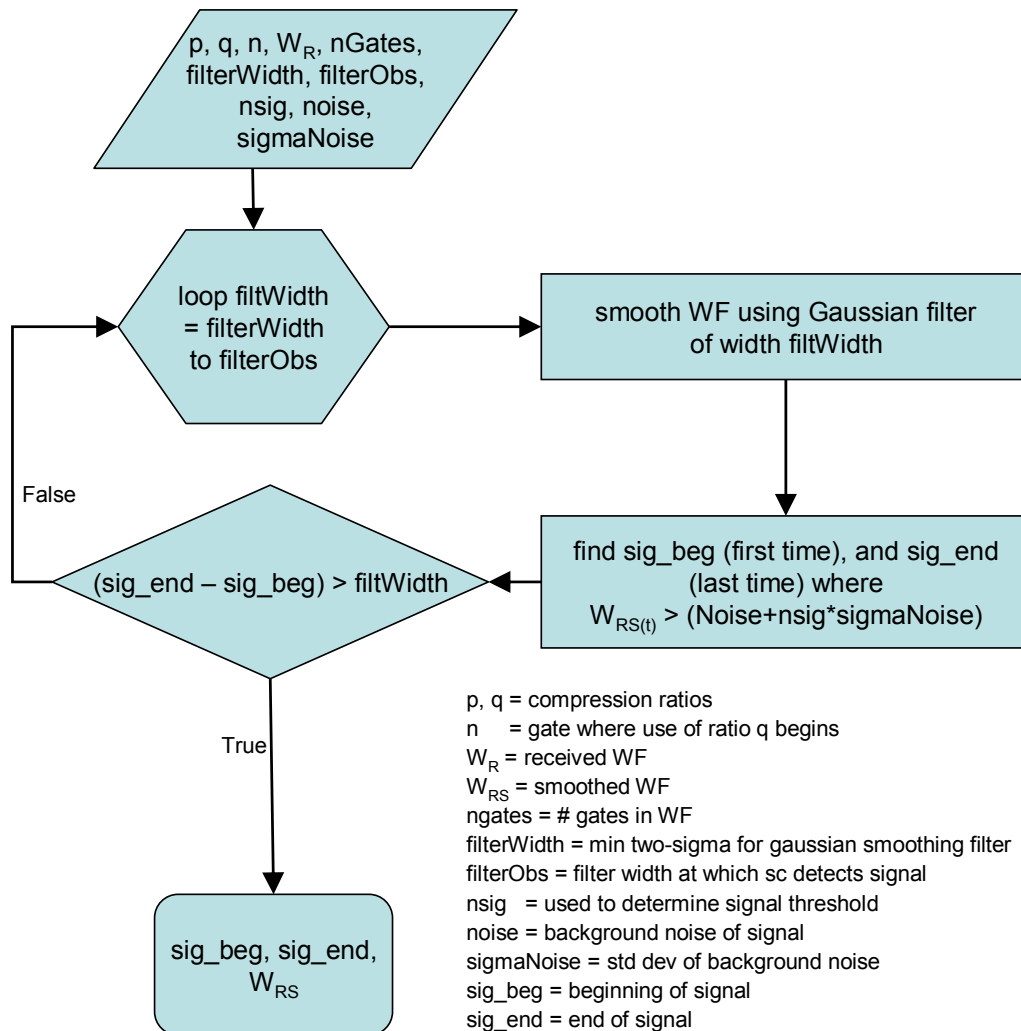 p, q, n, W_R, nGates,
filterWidth, filterObs,
nsig, noise,
sigmaNoise
loop filtWidth
= filterWidth
to filterObs
smooth WF using Gaussian filter
of width filtWidth
find sig_beg (first time), and sig_end
(last time) where
W_RS(t) > (Noise+nsig*sigmaNoise)
(sig_end – sig_beg) > filtWidth
False
True
sig_beg, sig_end,
W_RS
p, q = compression ratios
n = gate where use of ratio q begins
W_R = received WF
W_RS = smoothed WF
ngates = # gates in WF
filterWidth = min two-sigma for gaussian smoothing filter
filterObs = filter width at which sc detects signal
nsig = used to determine signal threshold
noise = background noise of signal
sigmaNoise = std dev of background noise
sig_beg = beginning of signal
sig_end = end of signal